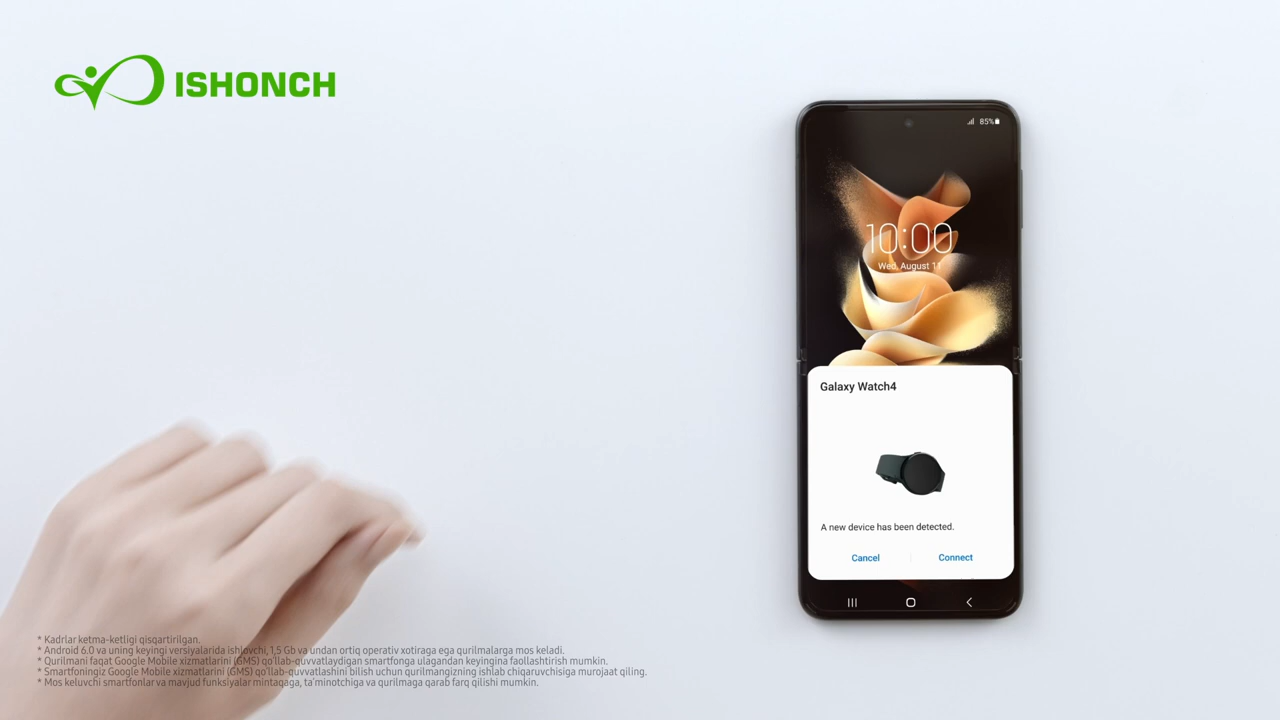 ISHONCH
85%
10:00
Wed, August 11
Galaxy Watch4
A new device has been detected.
Cancel
Connect
* Kadrlar ketma-ketligi qisqartirilgan.
* Android 6.0 va uning keyingi versiyalarida ishlovchi, 1,5 Gb va undan ortiq operativ xotiraga ega qurilmalarga mos keladi.
* Qurilmani faqat Google Mobile xizmatlarini (GMS) qo'llab-quvvatlaydigan smartfonga ulagandan keyingina faollashtirish mumkin.
* Smartfoningiz Google Mobile xizmatlarini (GMS) qo'llab-quvvatlashini bilish uchun qurilmangizning ishlab chiqaruvchisiga murojaat qiling.
* Mos keluvchi smartfonlar va mavjud funksiyalar mintaqaga, ta'minotchiga va qurilmaga qarab farq qilishi mumkin.